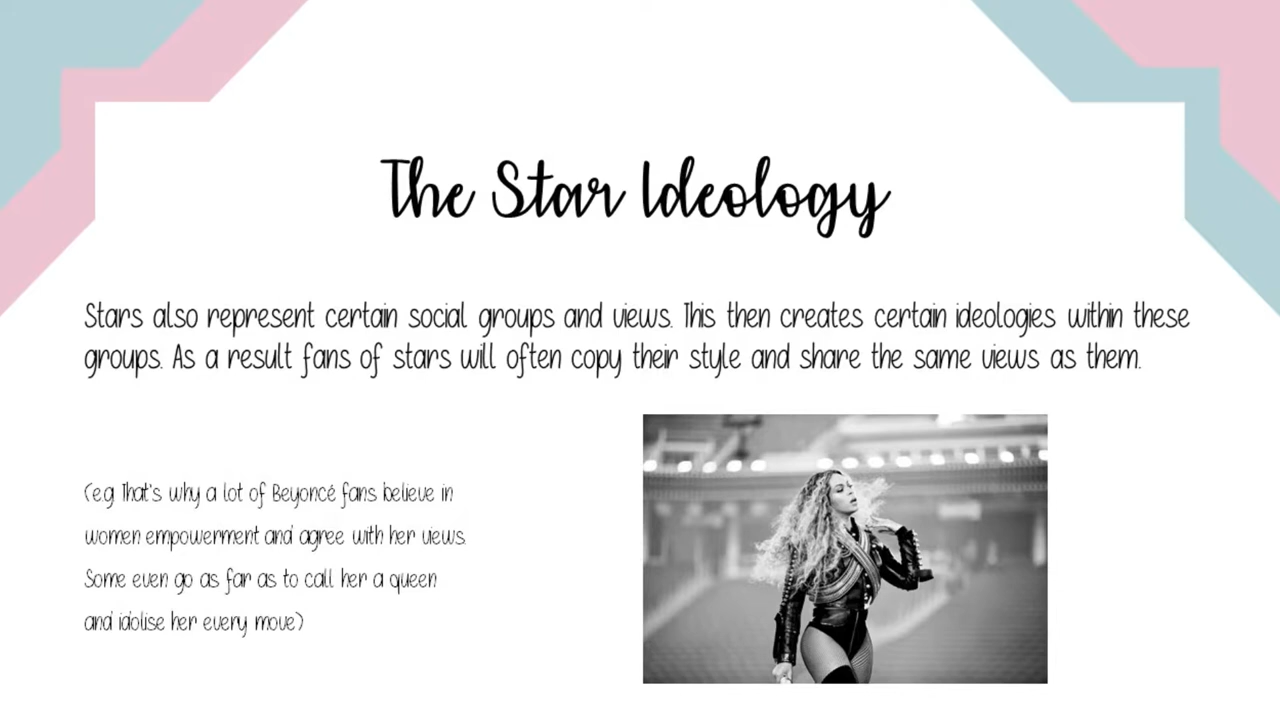 The Star Ideology
Stars also represent certain social groups and views. This then creates certain ideologies within these
groups. As a result fans of stars will often copy their style and share the same views as them.
(e.g That's why a lot of Beyoncé fans believe in
women empowerment and agree with her views.
Some even go as far as to call her a queen
and idolise her every move)